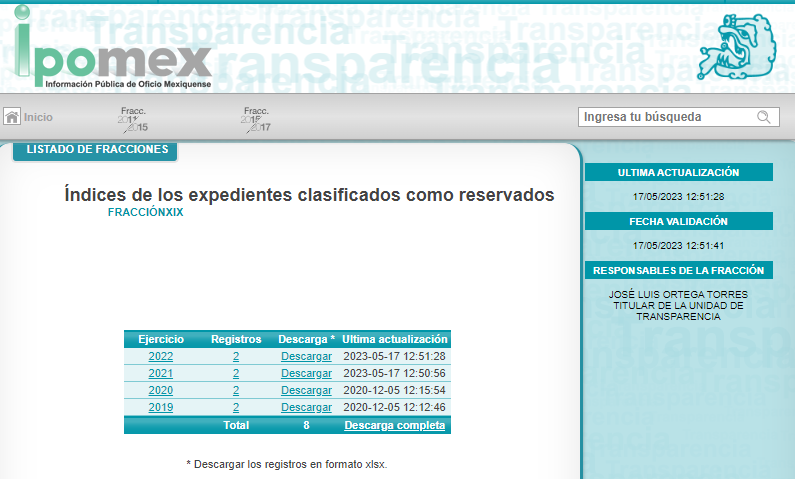 Transparencia
ipomex
Información Pública de Oficio Mexiquense
Inicio
Fracc.
2015
Fracc.
2017
Ingresa tu búsqueda
LISTADO DE FRACCIONES
Índices de los expedientes clasificados como reservados
FRACCIÓNXIX
Ejercicio Registros Descarga * Ultima actualización
2022 2 Descargar 2023-05-17 12:51:28
2021 2 Descargar 2023-05-17 12:50:56
2020 2 Descargar 2020-12-05 12:15:54
2019 2 Descargar 2020-12-05 12:12:46
Total 8 Descarga completa
* Descargar los registros en formato xlsx.
ULTIMA ACTUALIZACIÓN
17/05/2023 12:51:28
FECHA VALIDACIÓN
17/05/2023 12:51:41
RESPONSABLES DE LA FRACCIÓN
JOSÉ LUIS ORTEGA TORRES
TITULAR DE LA UNIDAD DE
TRANSPARENCIA